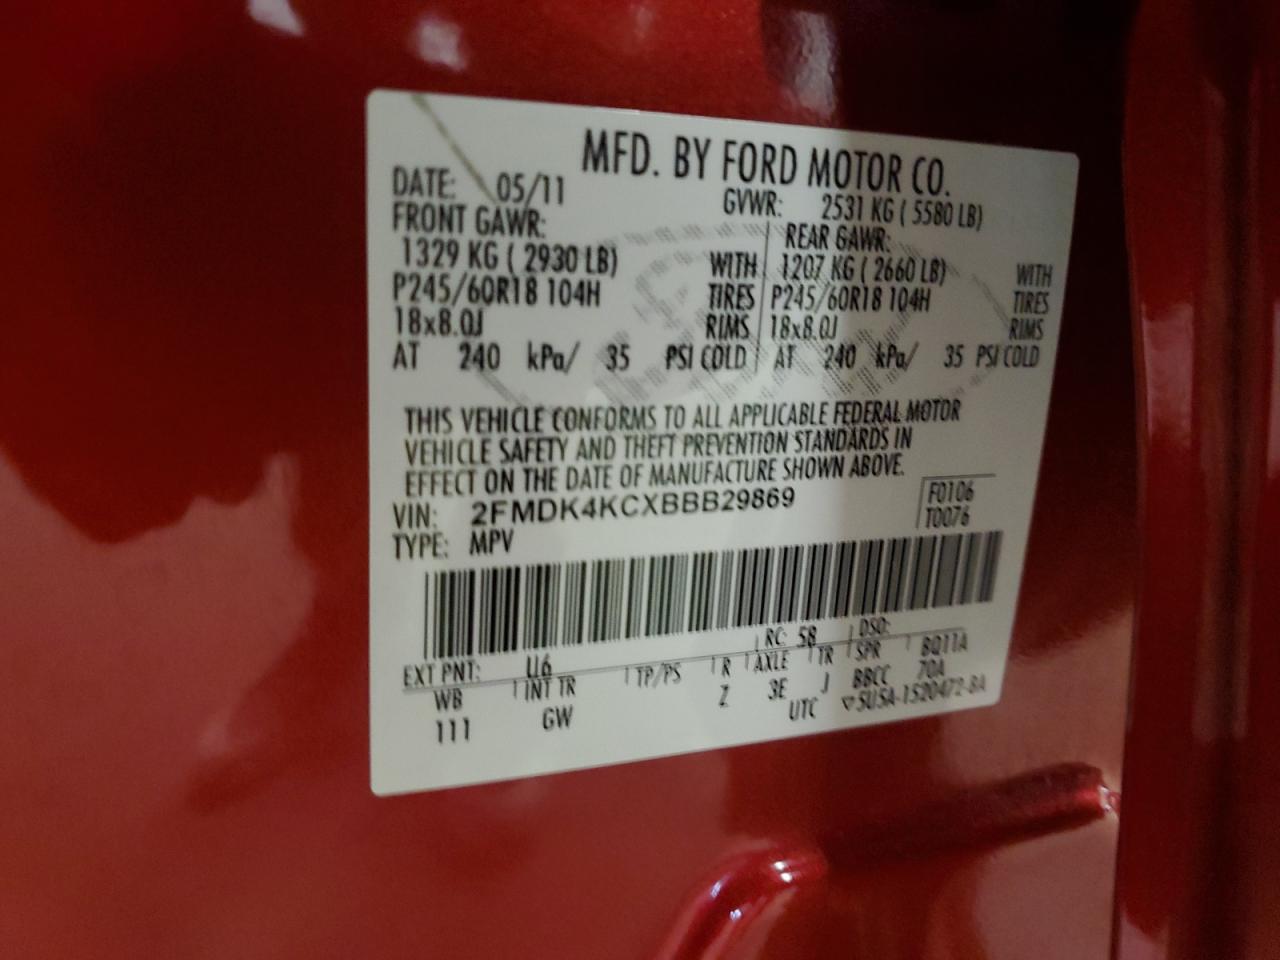 MFD. BY FORD MOTOR CO.
DATE: 05/11 GVWR: 2531 KG ( 5580 LB)
FRONT GAWR: REAR GAWR:
1329 KG ( 2930 LB) WITH 1207 KG ( 2660 LB) WITH
P245/60R18 104H TIRES P245/60R18 104H TIRES
18x8.0J RIMS 18x8.0J RIMS
AT 240 kPa/ 35 PSI COLD AT 240 kPa/ 35 PSI COLD
THIS VEHICLE CONFORMS TO ALL APPLICABLE FEDERAL MOTOR
VEHICLE SAFETY AND THEFT PREVENTION STANDARDS IN
EFFECT ON THE DATE OF MANUFACTURE SHOWN ABOVE.
VIN: 2FMDK4KCXBBB29869 F0106
TYPE: MPV T0076
EXT PNT: U6 RC: 58 DSO:
WB INT TR TP/PS R AXLE TR SPR BQ11A
111 GW Z 3E J BBCC 70A
UTC ▽5USA-1520472-BA